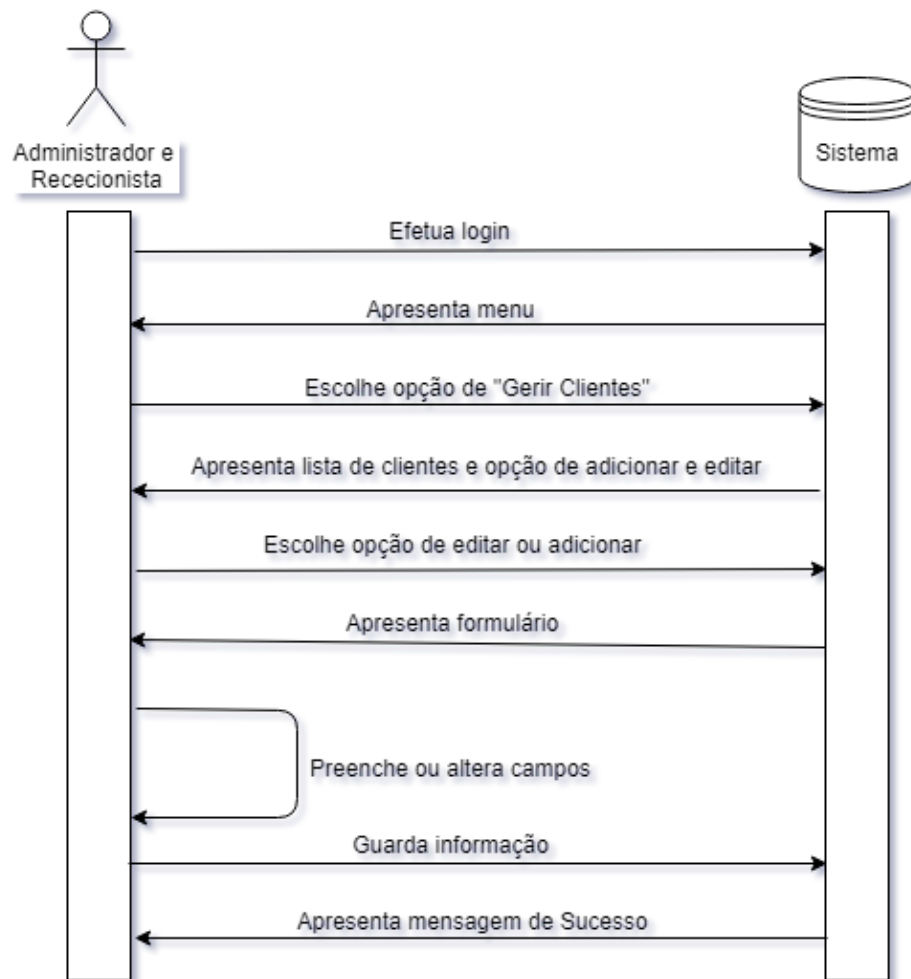 Administrador e
Rececionista
Sistema
Efetua login
Apresenta menu
Escolhe opção de "Gerir Clientes"
Apresenta lista de clientes e opção de adicionar e editar
Escolhe opção de editar ou adicionar
Apresenta formulário
Preenche ou altera campos
Guarda informação
Apresenta mensagem de Sucesso